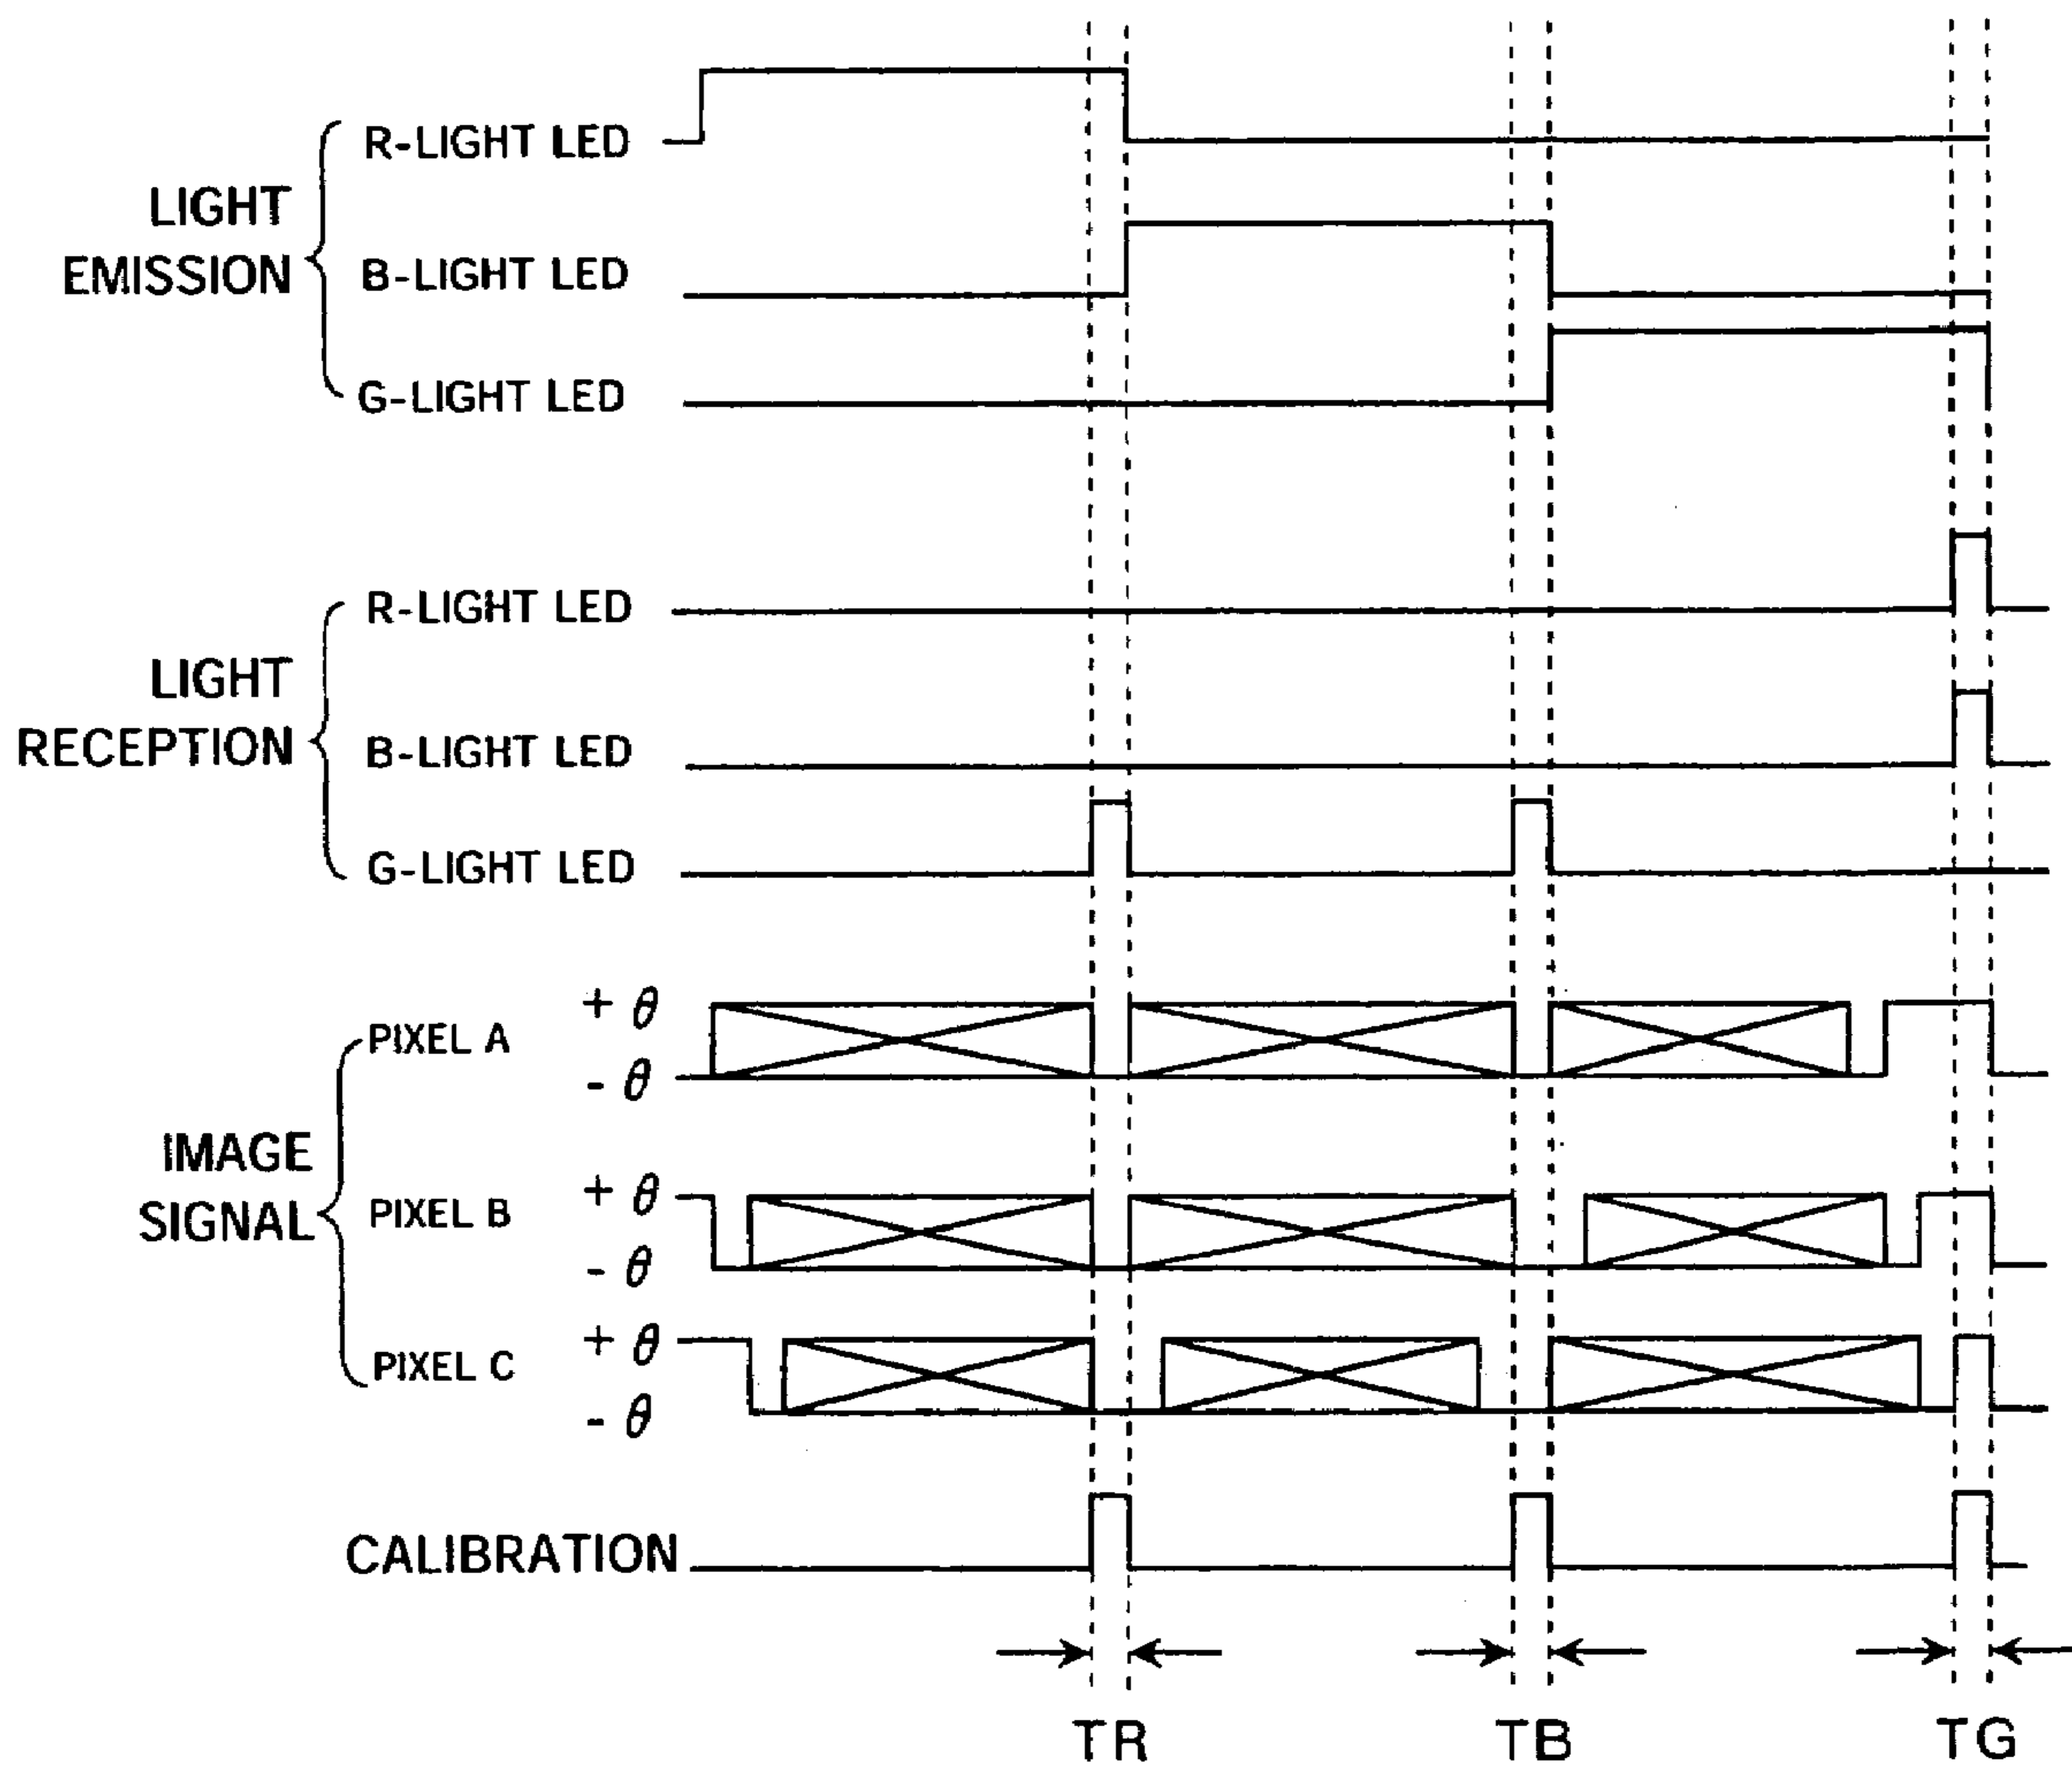 LIGHT EMISSION
R-LIGHT LED
B-LIGHT LED
G-LIGHT LED
LIGHT RECEPTION
R-LIGHT LED
B-LIGHT LED
G-LIGHT LED
IMAGE SIGNAL
PIXEL A
+ θ
- θ
PIXEL B
+ θ
- θ
PIXEL C
+ θ
- θ
CALIBRATION
TR TB TG